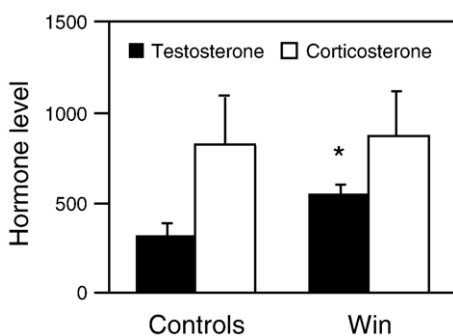 1500
Testosterone Corticosterone
1000
*
500
0
Hormone level
Controls Win